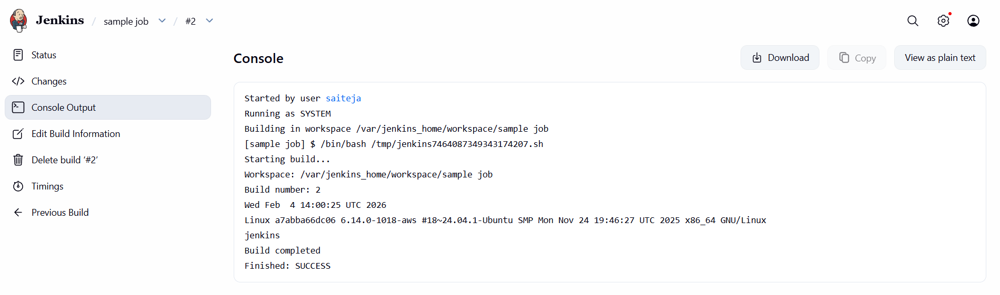 Jenkins / sample job / #2
Status
Changes
Console Output
Edit Build Information
Delete build ‘#2’
Timings
Previous Build
Console
Download
Copy
View as plain text
Started by user saiteja
Running as SYSTEM
Building in workspace /var/jenkins_home/workspace/sample job
[sample job] $ /bin/bash /tmp/jenkins7464087349343174207.sh
Starting build...
Workspace: /var/jenkins_home/workspace/sample job
Build number: 2
Wed Feb  4 14:00:25 UTC 2026
Linux a7abba66dc06 6.14.0-1018-aws #18~24.04.1-Ubuntu SMP Mon Nov 24 19:46:27 UTC 2025 x86_64 GNU/Linux
jenkins
Build completed
Finished: SUCCESS